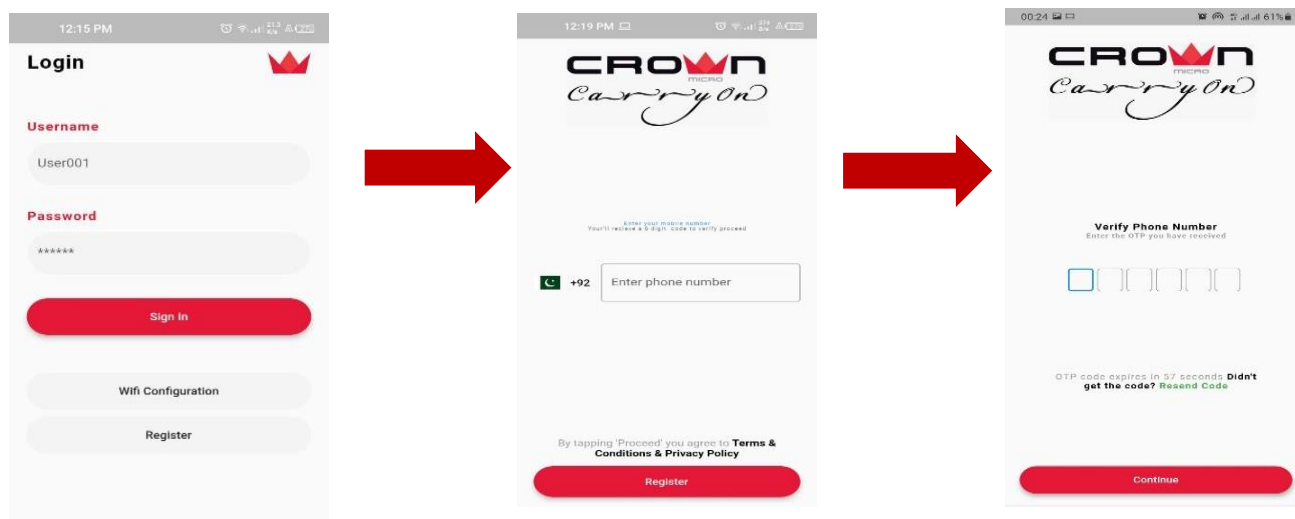 12:15 PM
Login
Username
User001
Password
******
Sign In
Wifi Configuration
Register
12:19 PM
CROWN
MICRO
Carry On
Enter your mobile number
Your'll recieve a 6 digit code to verify proceed
+92
Enter phone number
By tapping 'Proceed' you agree to Terms &
Conditions & Privacy Policy
Register
00:24
61%
CROWN
MICRO
Carry On
Verify Phone Number
Enter the OTP you have received
OTP code expires in 57 seconds Didn't
get the code? Resend Code
Continue